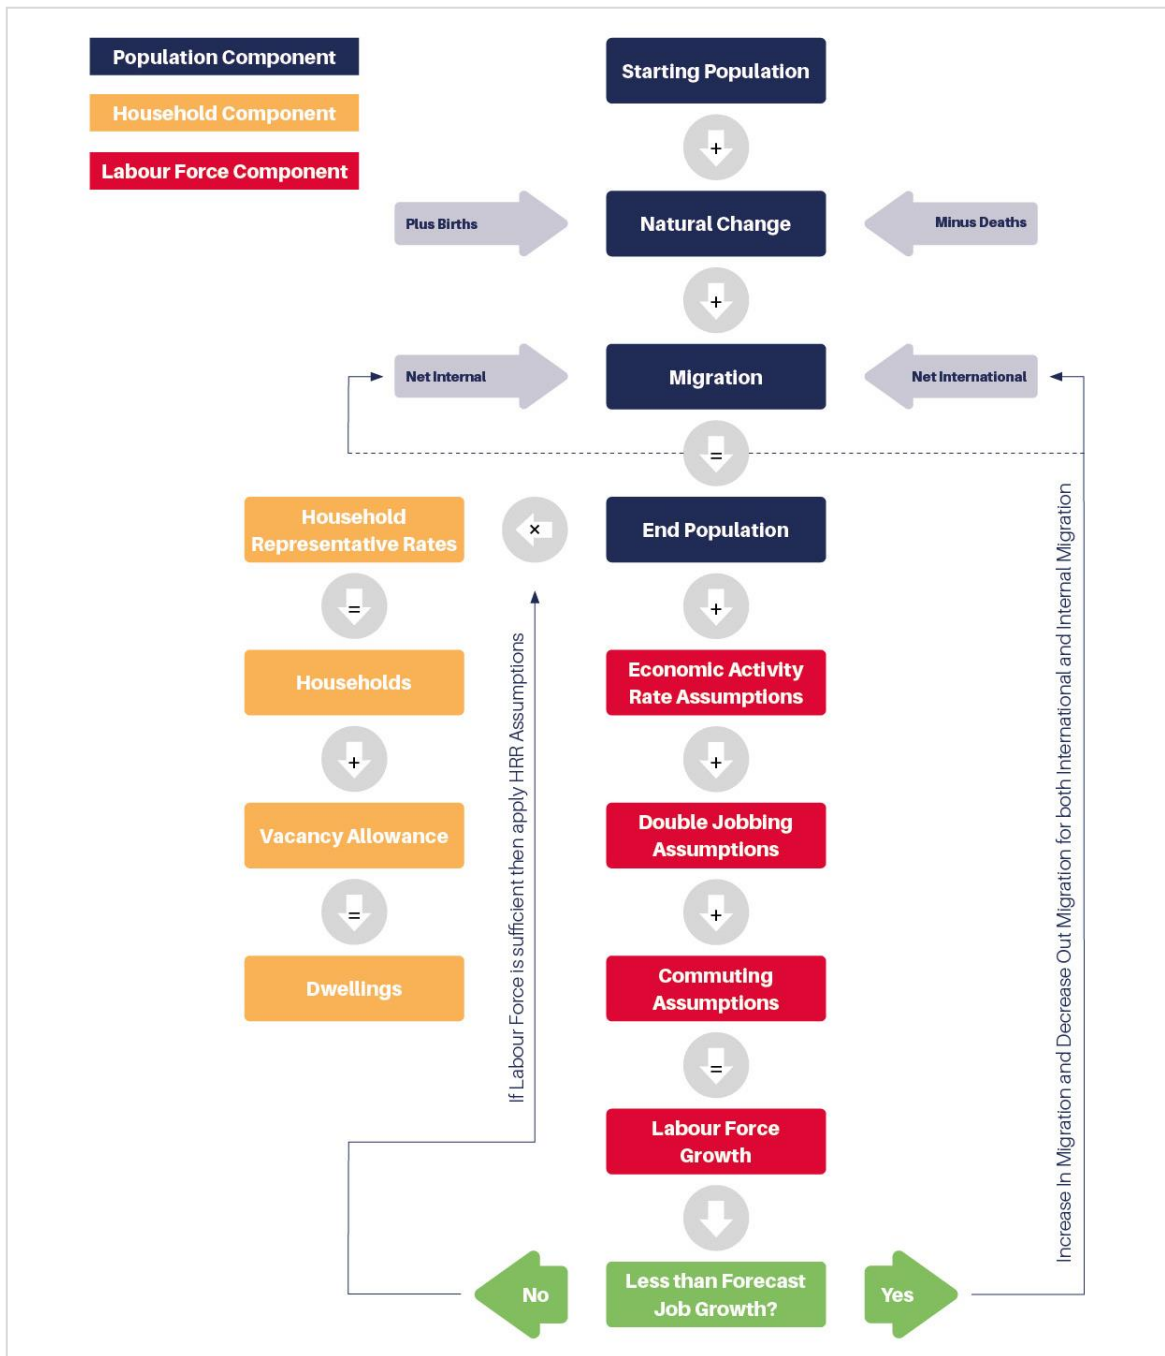 Population Component
Household Component
Labour Force Component
Starting Population
+
Plus Births
Natural Change
Minus Deaths
+
Net Internal
Migration
Net International
=
Household
Representative Rates
×
End Population
=
+
Households
Economic Activity
Rate Assumptions
+
+
Vacancy Allowance
Double Jobbing
Assumptions
=
+
Dwellings
Commuting
Assumptions
=
Labour Force
Growth
If Labour Force is sufficient then apply HRR Assumptions
Increase In Migration and Decrease Out Migration for both International and Internal Migration
No
Less than Forecast
Job Growth?
Yes